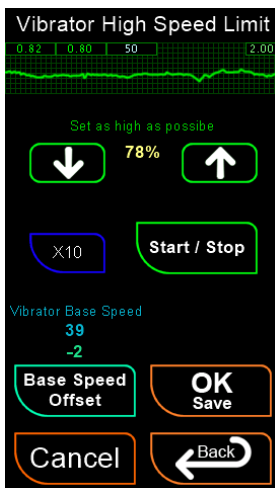 Vibrator High Speed Limit
0.82 0.80 50 2.00
Set as high as possibe
78%
X10
Start / Stop
Vibrator Base Speed
39
-2
Base Speed
Offset
OK
Save
Cancel
Back